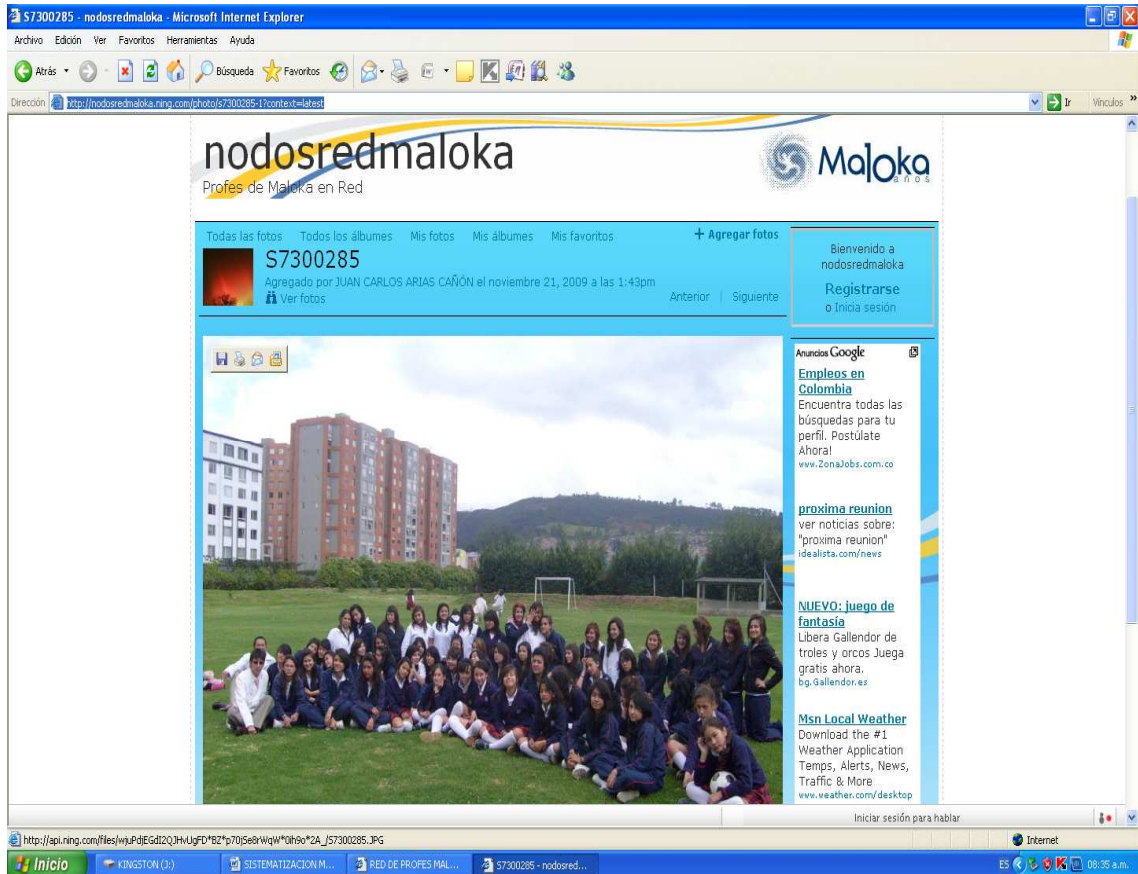 S7300285 - nodosredmaloka - Microsoft Internet Explorer
Archivo Edición Ver Favoritos Herramientas Ayuda
Atrás Búsqueda Favoritos
Dirección http://nodosredmaloka.ning.com/photo/s7300285-1?context=latest Ir Vínculos »
nodosredmaloka
Profes de Maloka en Red
Maloka
años
Todas las fotos Todos los álbumes Mis fotos Mis álbumes Mis favoritos + Agregar fotos
S7300285
Agregado por JUAN CARLOS ARIAS CAÑÓN el noviembre 21, 2009 a las 1:43pm
Ver fotos
Anterior | Siguiente
Bienvenido a
nodosredmaloka
Registrarse
o Inicia sesión
Anuncios Google
Empleos en
Colombia
Encuentra todas las
búsquedas para tu
perfil. Postúlate
Ahora!
www.ZonaJobs.com.co
proxima reunion
ver noticias sobre:
"proxima reunion"
idealista.com/news
NUEVO: juego de
fantasía
Libera Gallendor de
troles y orcos Juega
gratis ahora.
bg.Gallendor.es
Msn Local Weather
Download the #1
Weather Application
Temps, Alerts, News,
Traffic & More
www.weather.com/desktop
Iniciar sesión para hablar
Internet
Inicio KINGSTON (J:) SISTEMATIZACION M... RED DE PROFES MAL... S7300285 - nodosred... ES 08:35 a.m.